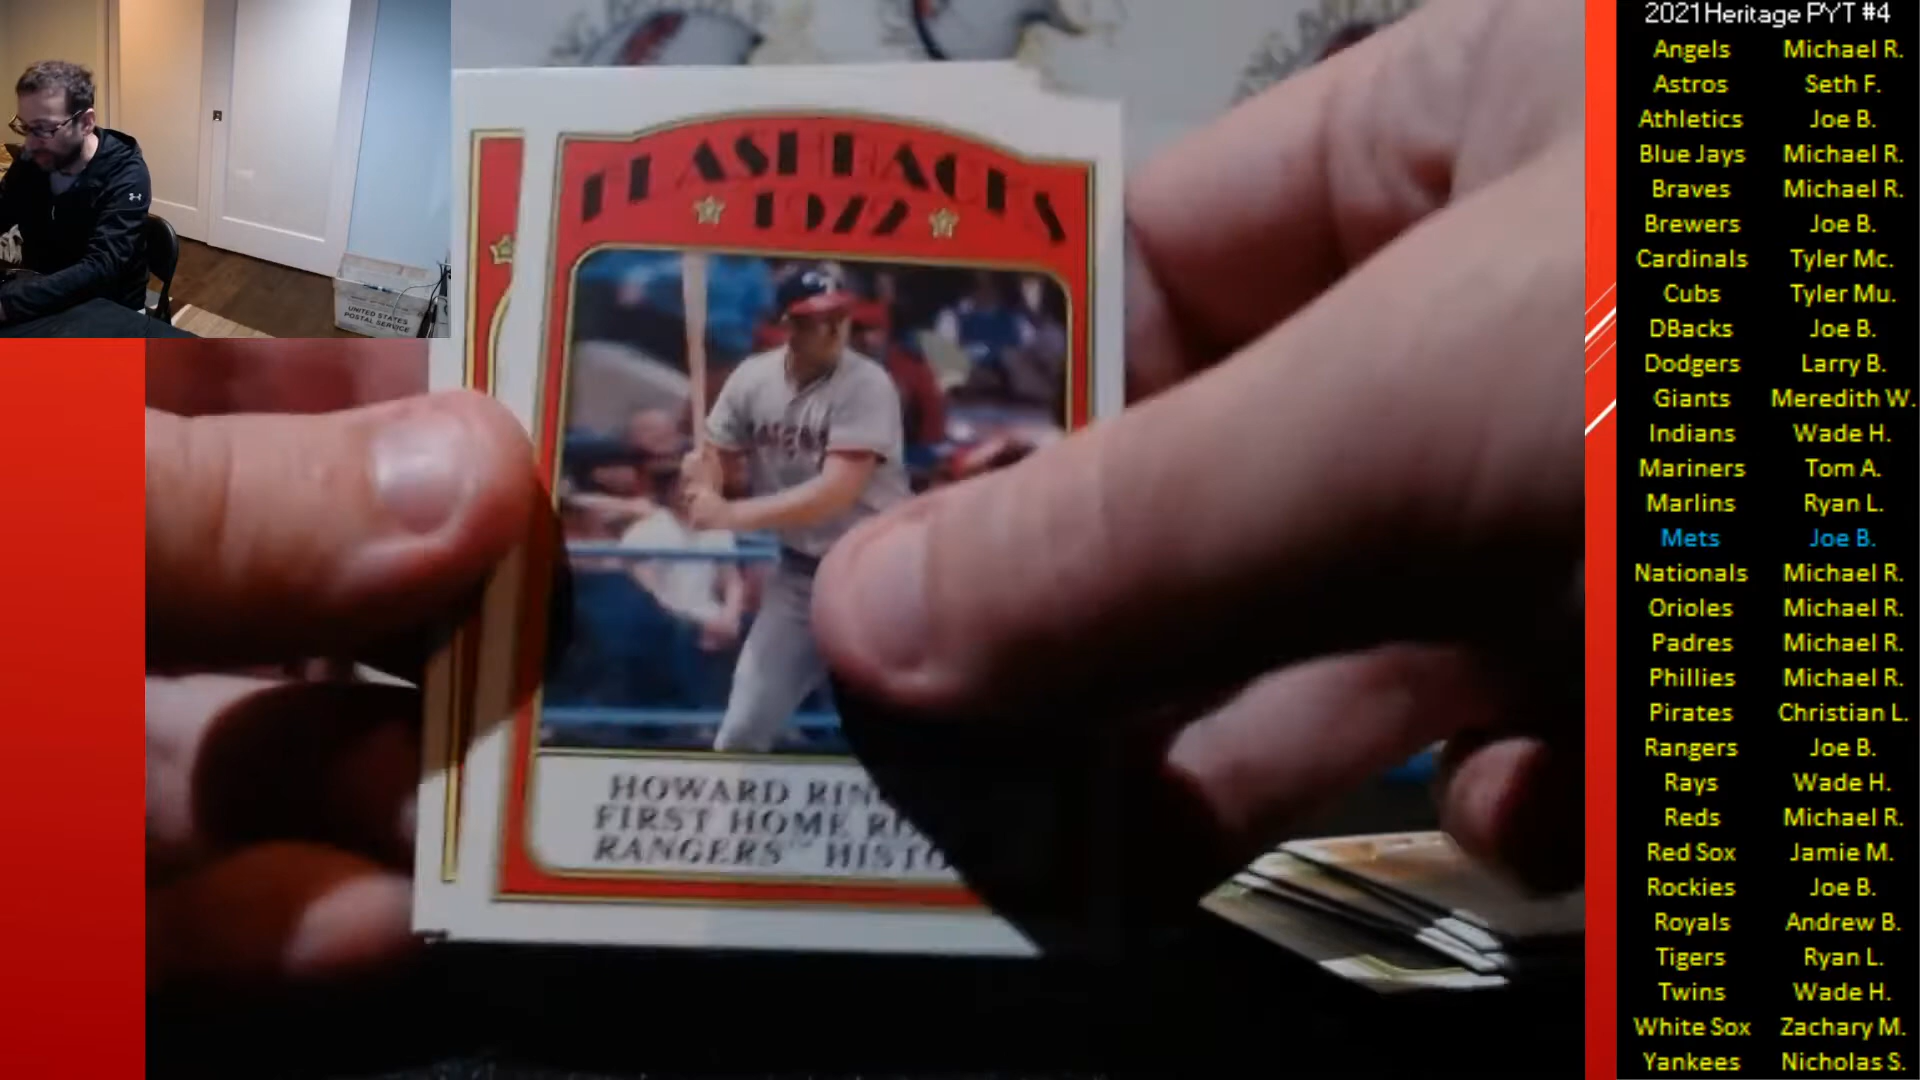 2021 Heritage PYT #4
Angels Michael R.
Astros Seth F.
Athletics Joe B.
Blue Jays Michael R.
Braves Michael R.
Brewers Joe B.
Cardinals Tyler Mc.
Cubs Tyler Mu.
DBacks Joe B.
Dodgers Larry B.
Giants Meredith W.
Indians Wade H.
Mariners Tom A.
Marlins Ryan L.
Mets Joe B.
Nationals Michael R.
Orioles Michael R.
Padres Michael R.
Phillies Michael R.
Pirates Christian L.
Rangers Joe B.
Rays Wade H.
Reds Michael R.
Red Sox Jamie M.
Rockies Joe B.
Royals Andrew B.
Tigers Ryan L.
Twins Wade H.
White Sox Zachary M.
Yankees Nicholas S.
FLASHBACKS
1972
HOWARD
FIRST HOME
RANGERS™
UNITED STATES
POSTAL SERVICE